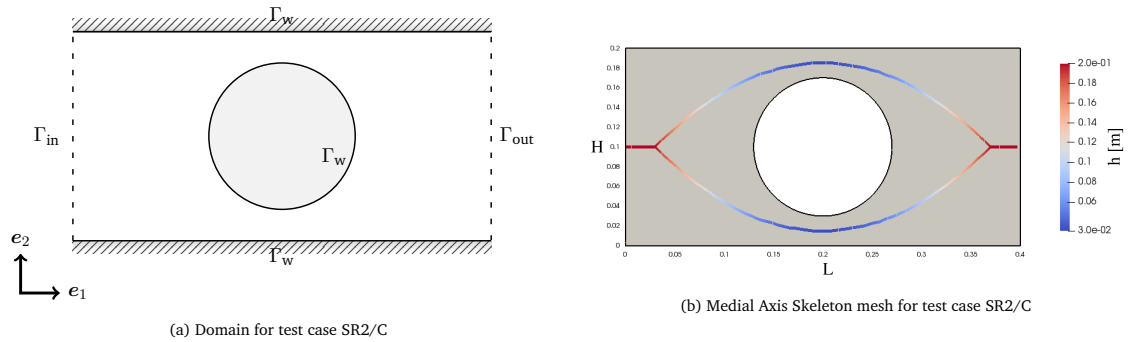 Γw
Γin
Γw
Γout
Γw
e2
e1
(a) Domain for test case SR2/C
0.2
0.18
0.16
0.14
0.12
H 0.1
0.08
0.06
0.04
0.02
0
0 0.05 0.1 0.15 0.2 0.25 0.3 0.35 0.4
L
2.0e-01
0.18
0.16
0.14
0.12
0.1
0.08
0.06
3.0e-02
h [m]
(b) Medial Axis Skeleton mesh for test case SR2/C